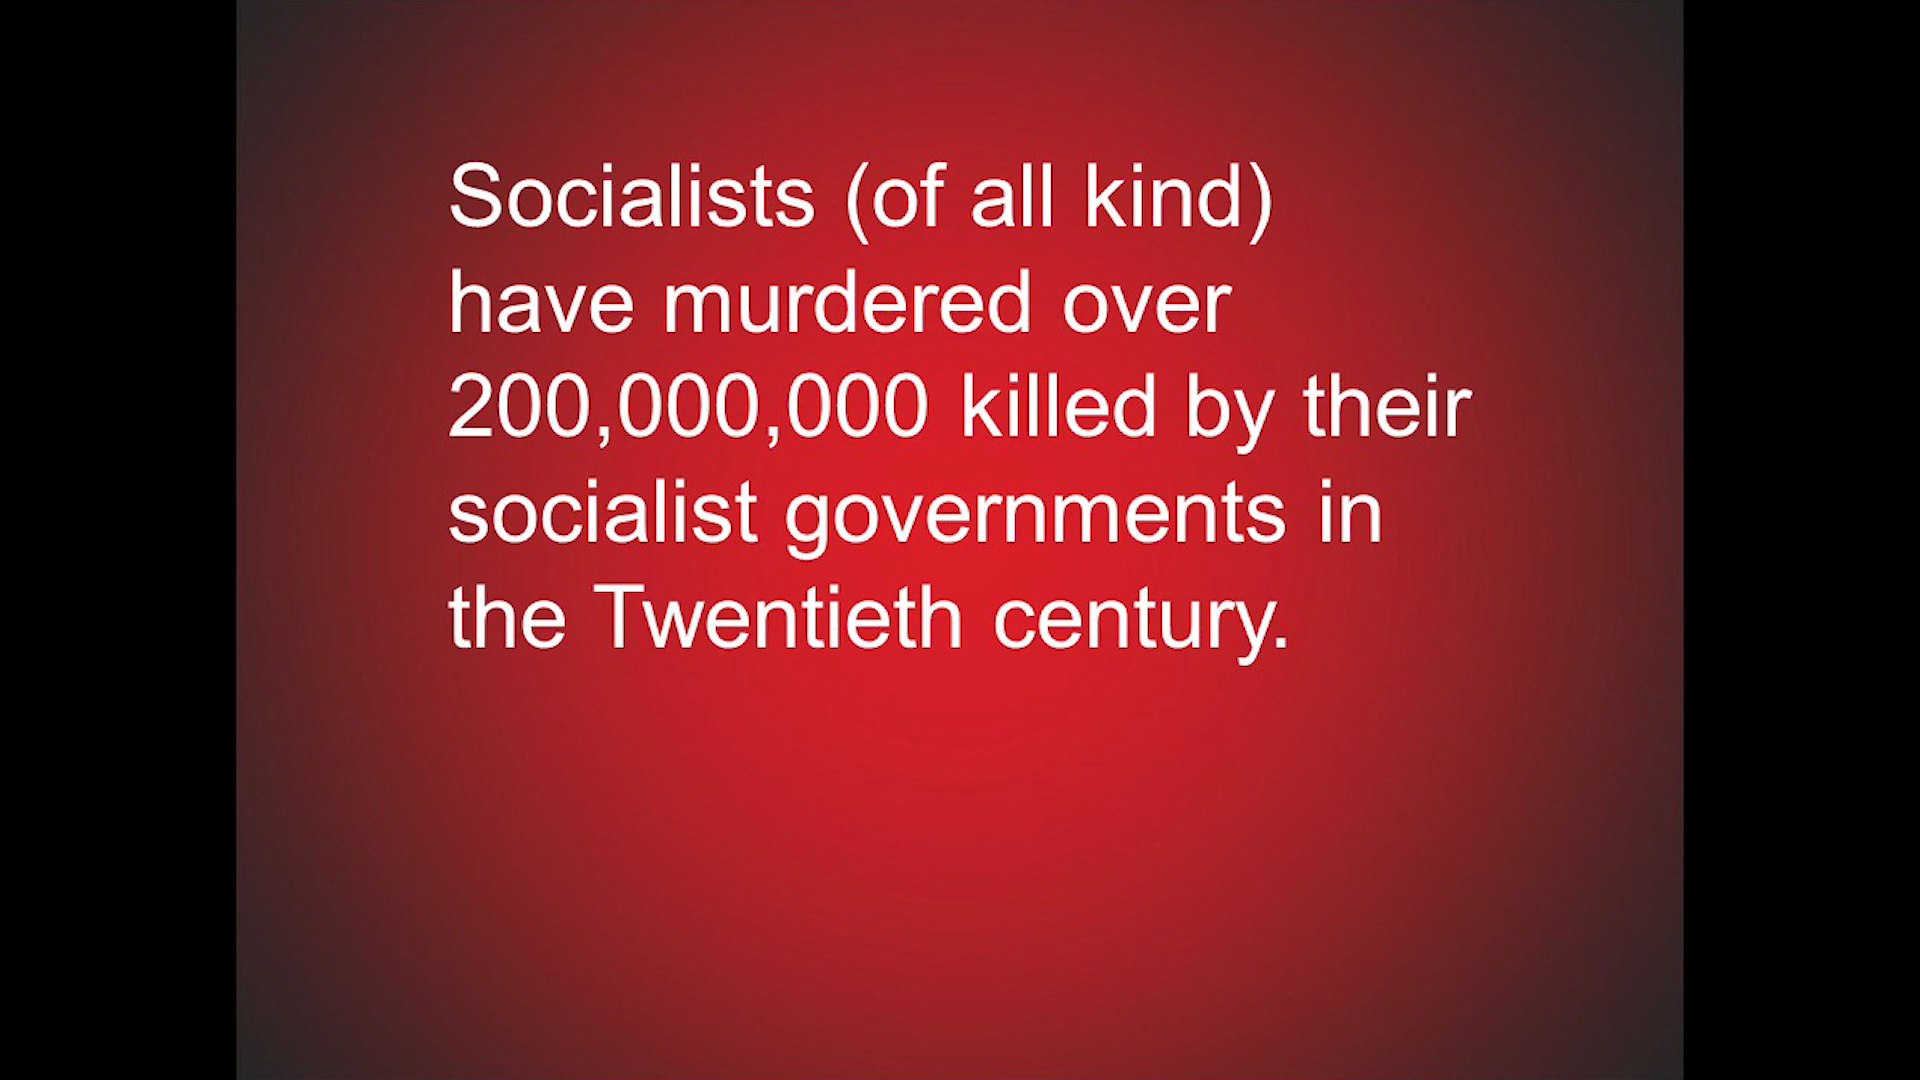 Socialists (of all kind)
have murdered over
200,000,000 killed by their
socialist governments in
the Twentieth century.